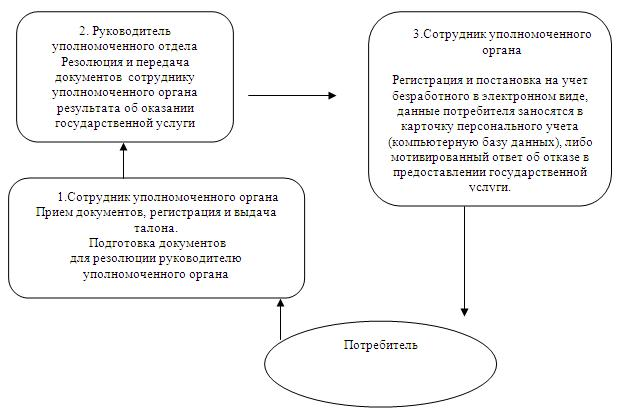 2. Руководитель
уполномоченного отдела
Резолюция и передача
документов сотруднику
уполномоченного органа
результата об оказании
государственной услуги
3.Сотрудник уполномоченного
органа
Регистрация и постановка на учет
безработного в электронном виде,
данные потребителя заносятся в
карточку персонального учета
(компьютерную базу данных), либо
мотивированный ответ об отказе в
предоставлении государственной
услуги.
1.Сотрудник уполномоченного органа
Прием документов, регистрация и выдача
талона.
Подготовка документов
для резолюции руководителю
уполномоченного органа
Потребитель